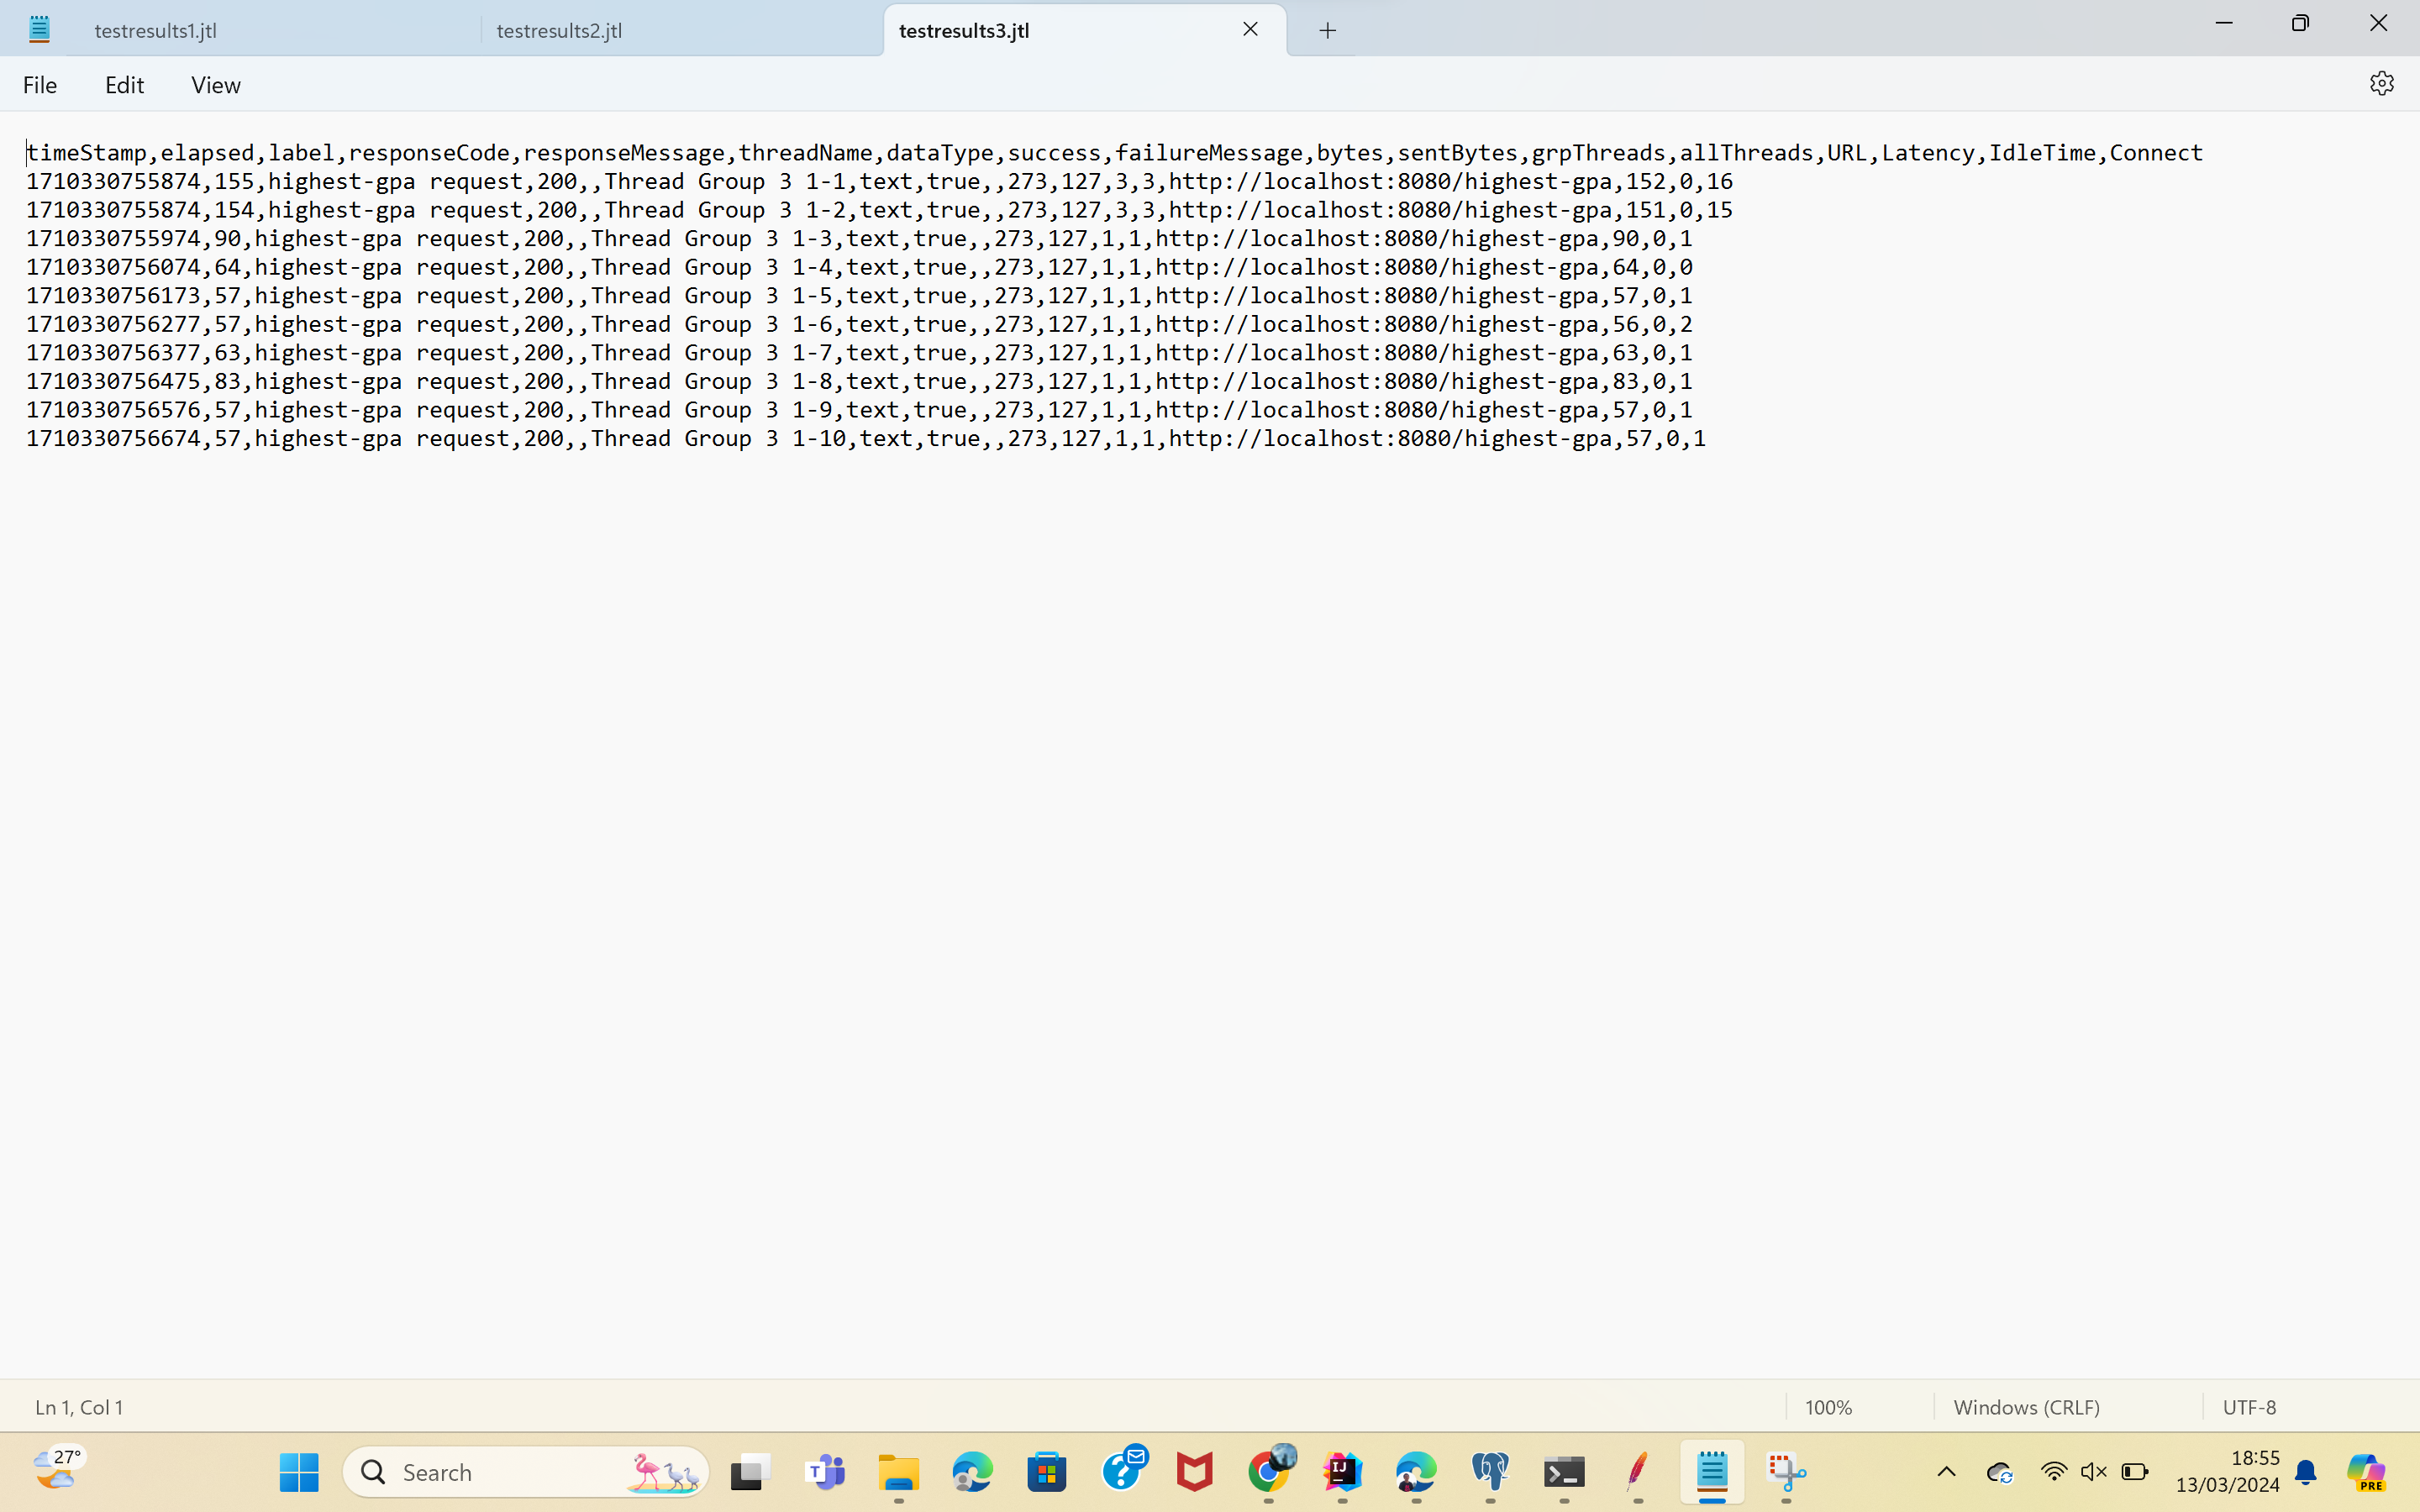 testresults1.jtl testresults2.jtl testresults3.jtl
File Edit View
timeStamp,elapsed,label,responseCode,responseMessage,threadName,dataType,success,failureMessage,bytes,sentBytes,grpThreads,allThreads,URL,Latency,IdleTime,Connect
1710330755874,155,highest-gpa request,200,,Thread Group 3 1-1,text,true,,273,127,3,3,http://localhost:8080/highest-gpa,152,0,16
1710330755874,154,highest-gpa request,200,,Thread Group 3 1-2,text,true,,273,127,3,3,http://localhost:8080/highest-gpa,151,0,15
1710330755974,90,highest-gpa request,200,,Thread Group 3 1-3,text,true,,273,127,1,1,http://localhost:8080/highest-gpa,90,0,1
1710330756074,64,highest-gpa request,200,,Thread Group 3 1-4,text,true,,273,127,1,1,http://localhost:8080/highest-gpa,64,0,0
1710330756173,57,highest-gpa request,200,,Thread Group 3 1-5,text,true,,273,127,1,1,http://localhost:8080/highest-gpa,57,0,1
1710330756277,57,highest-gpa request,200,,Thread Group 3 1-6,text,true,,273,127,1,1,http://localhost:8080/highest-gpa,56,0,2
1710330756377,63,highest-gpa request,200,,Thread Group 3 1-7,text,true,,273,127,1,1,http://localhost:8080/highest-gpa,63,0,1
1710330756475,83,highest-gpa request,200,,Thread Group 3 1-8,text,true,,273,127,1,1,http://localhost:8080/highest-gpa,83,0,1
1710330756576,57,highest-gpa request,200,,Thread Group 3 1-9,text,true,,273,127,1,1,http://localhost:8080/highest-gpa,57,0,1
1710330756674,57,highest-gpa request,200,,Thread Group 3 1-10,text,true,,273,127,1,1,http://localhost:8080/highest-gpa,57,0,1
Ln 1, Col 1 100% Windows (CRLF) UTF-8
27° Search T IJ 18:55
13/03/2024 PRE